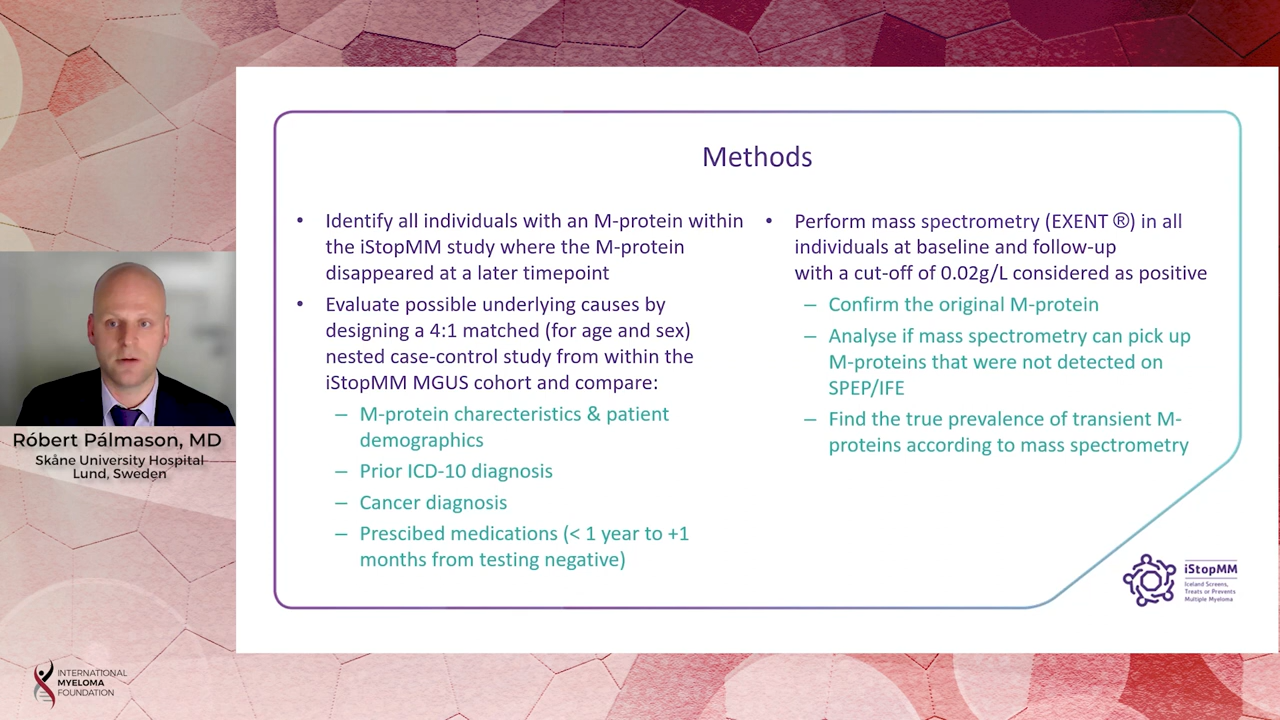 Methods
• Identify all individuals with an M-protein within
the iStopMM study where the M-protein
disappeared at a later timepoint
• Evaluate possible underlying causes by
designing a 4:1 matched (for age and sex)
nested case-control study from within the
iStopMM MGUS cohort and compare:
– M-protein charecteristics & patient
demographics
– Prior ICD-10 diagnosis
– Cancer diagnosis
– Prescibed medications (< 1 year to +1
months from testing negative)
• Perform mass spectrometry (EXENT ®) in all
individuals at baseline and follow-up
with a cut-off of 0.02g/L considered as positive
– Confirm the original M-protein
– Analyse if mass spectrometry can pick up
M-proteins that were not detected on
SPEP/IFE
– Find the true prevalence of transient M-
proteins according to mass spectrometry
iStopMM
Iceland Screens,
Treats or Prevents
Multiple Myeloma
Róbert Pálmason, MD
Skåne University Hospital
Lund, Sweden
INTERNATIONAL
MYELOMA
FOUNDATION